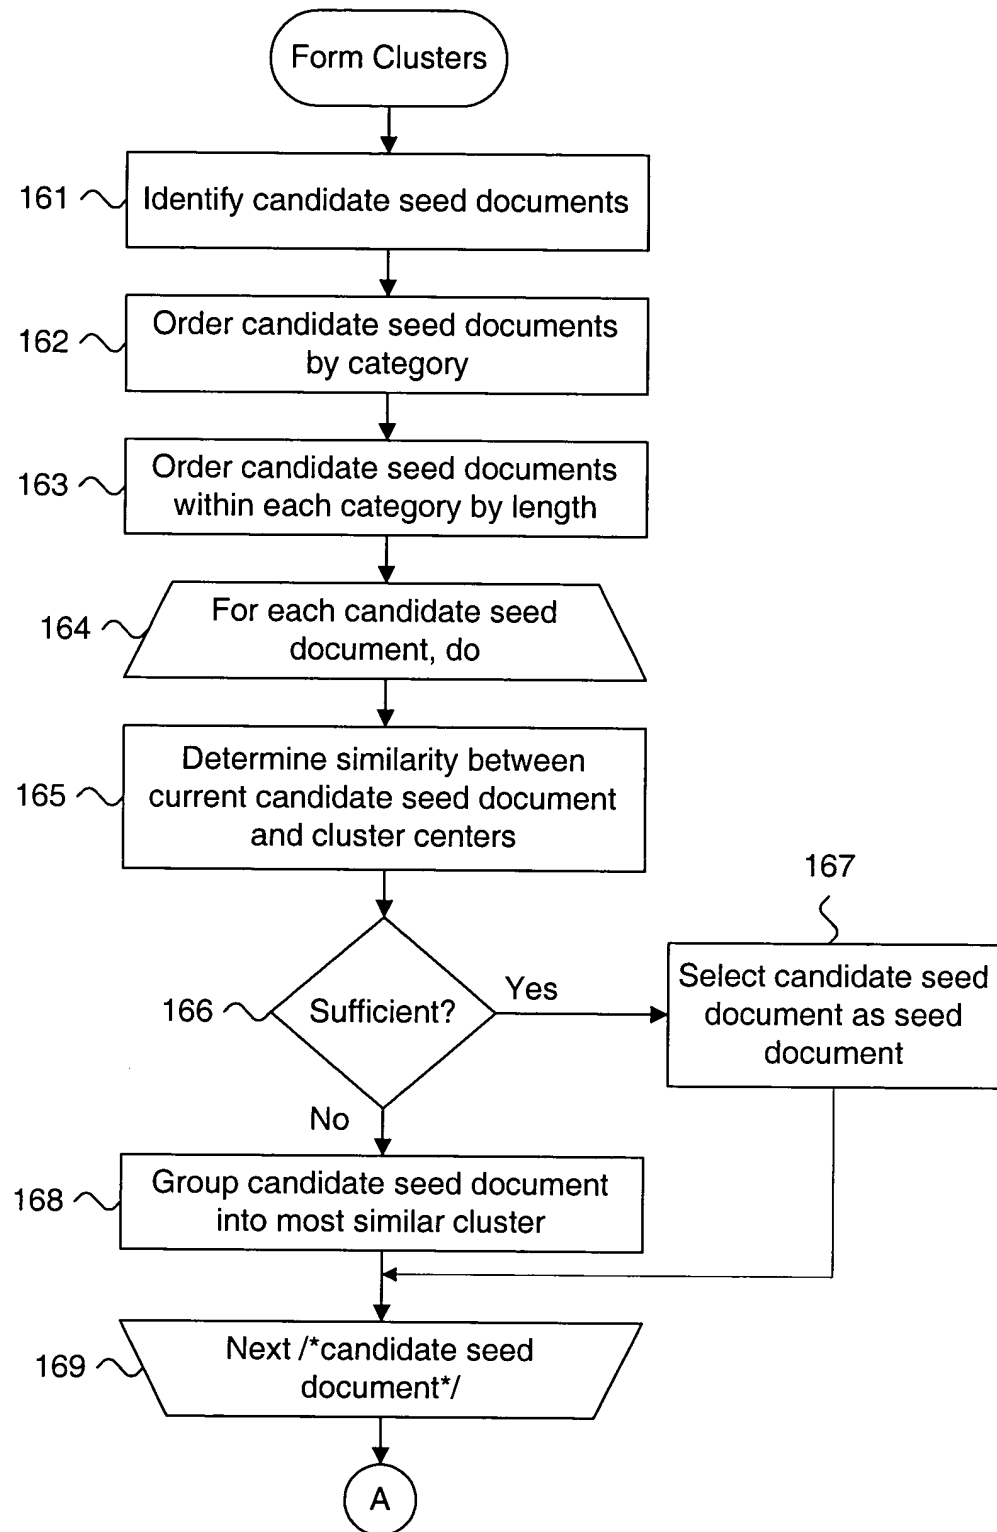 Form Clusters
161
Identify candidate seed documents
162
Order candidate seed documents
by category
163
Order candidate seed documents
within each category by length
164
For each candidate seed
document, do
165
Determine similarity between
current candidate seed document
and cluster centers
166
Sufficient?
Yes
167
Select candidate seed
document as seed
document
No
168
Group candidate seed document
into most similar cluster
169
Next /*candidate seed
document*/
A